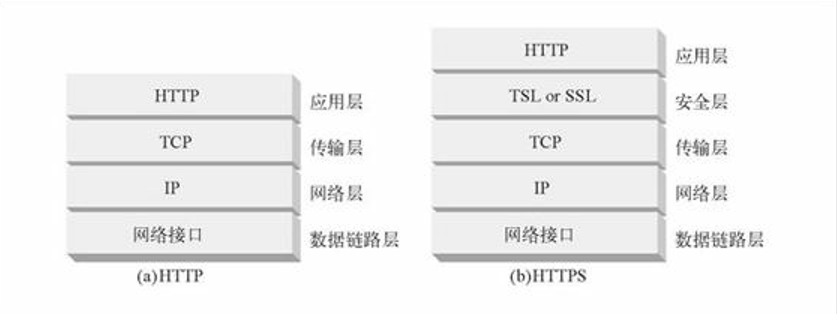 HTTP 应用层
TCP 传输层
IP 网络层
网络接口 数据链路层
(a)HTTP
HTTP 应用层
TSL or SSL 安全层
TCP 传输层
IP 网络层
网络接口 数据链路层
(b)HTTPS